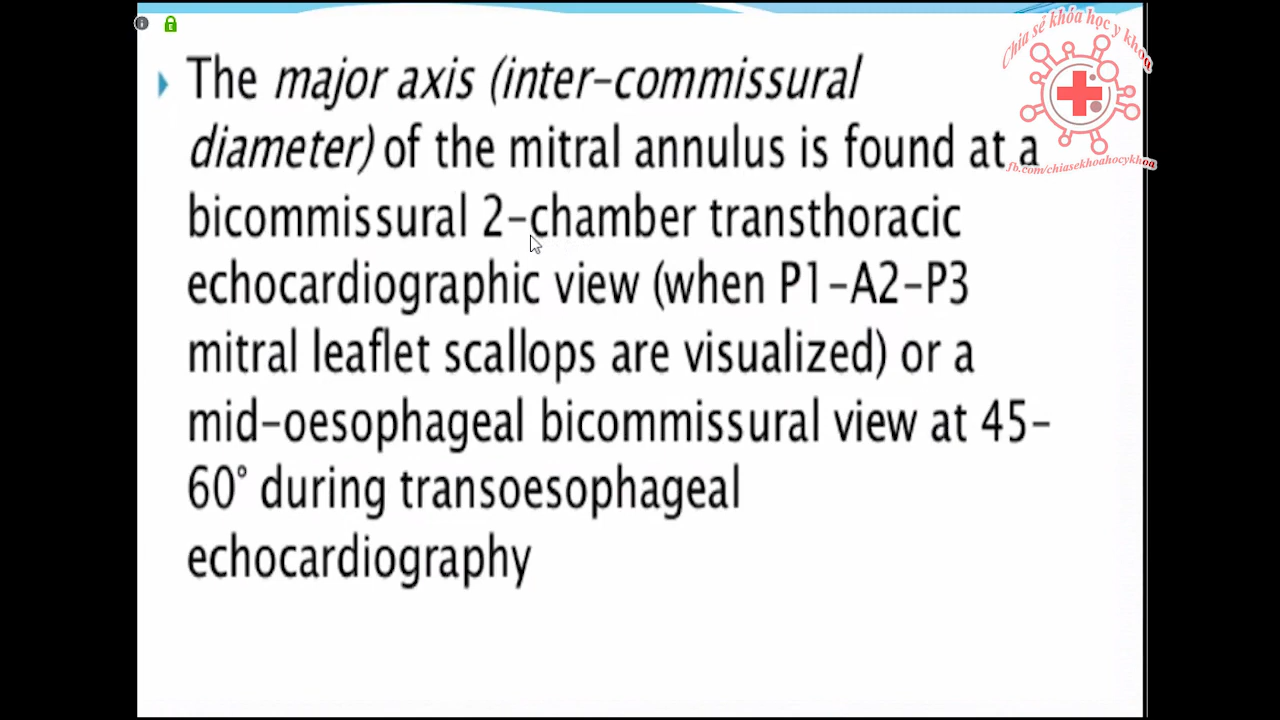 Chia sẻ khóa học y khoa
The major axis (inter-commissural
diameter) of the mitral annulus is found at a
fb.com/chiasekhoahocykhoa
bicommissural 2-chamber transthoracic
echocardiographic view (when P1-A2-P3
mitral leaflet scallops are visualized) or a
mid-oesophageal bicommissural view at 45-
60° during transoesophageal
echocardiography